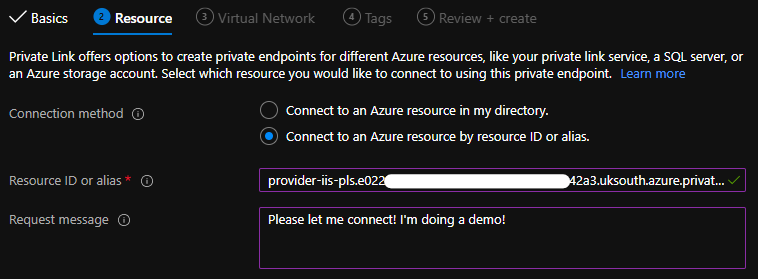 Basics 2 Resource 3 Virtual Network 4 Tags 5 Review + create
Private Link offers options to create private endpoints for different Azure resources, like your private link service, a SQL server, or
an Azure storage account. Select which resource you would like to connect to using this private endpoint. Learn more
Connection method
Connect to an Azure resource in my directory.
Connect to an Azure resource by resource ID or alias.
Resource ID or alias *
provider-iis-pls.e022 42a3.uksouth.azure.privat...
Request message
Please let me connect! I'm doing a demo!